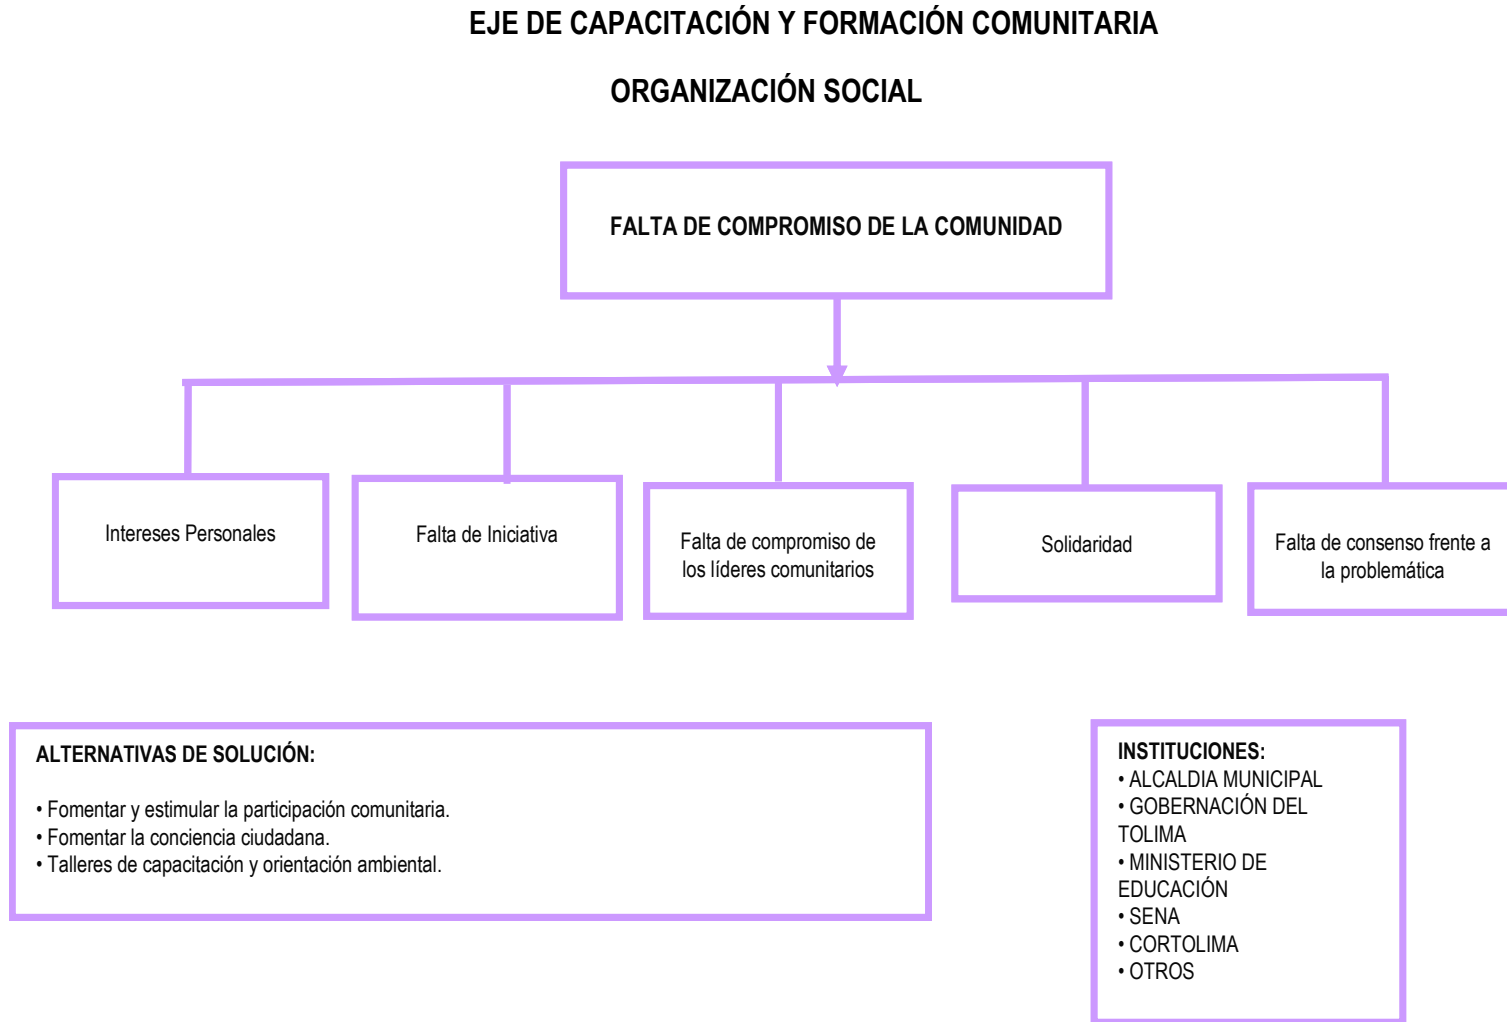 EJE DE CAPACITACIÓN Y FORMACIÓN COMUNITARIA
ORGANIZACIÓN SOCIAL
FALTA DE COMPROMISO DE LA COMUNIDAD
Intereses Personales
Falta de Iniciativa
Falta de compromiso de
los líderes comunitarios
Solidaridad
Falta de consenso frente a
la problemática
ALTERNATIVAS DE SOLUCIÓN:
• Fomentar y estimular la participación comunitaria.
• Fomentar la conciencia ciudadana.
• Talleres de capacitación y orientación ambiental.
INSTITUCIONES:
• ALCALDIA MUNICIPAL
• GOBERNACIÓN DEL
TOLIMA
• MINISTERIO DE
EDUCACIÓN
• SENA
• CORTOLIMA
• OTROS